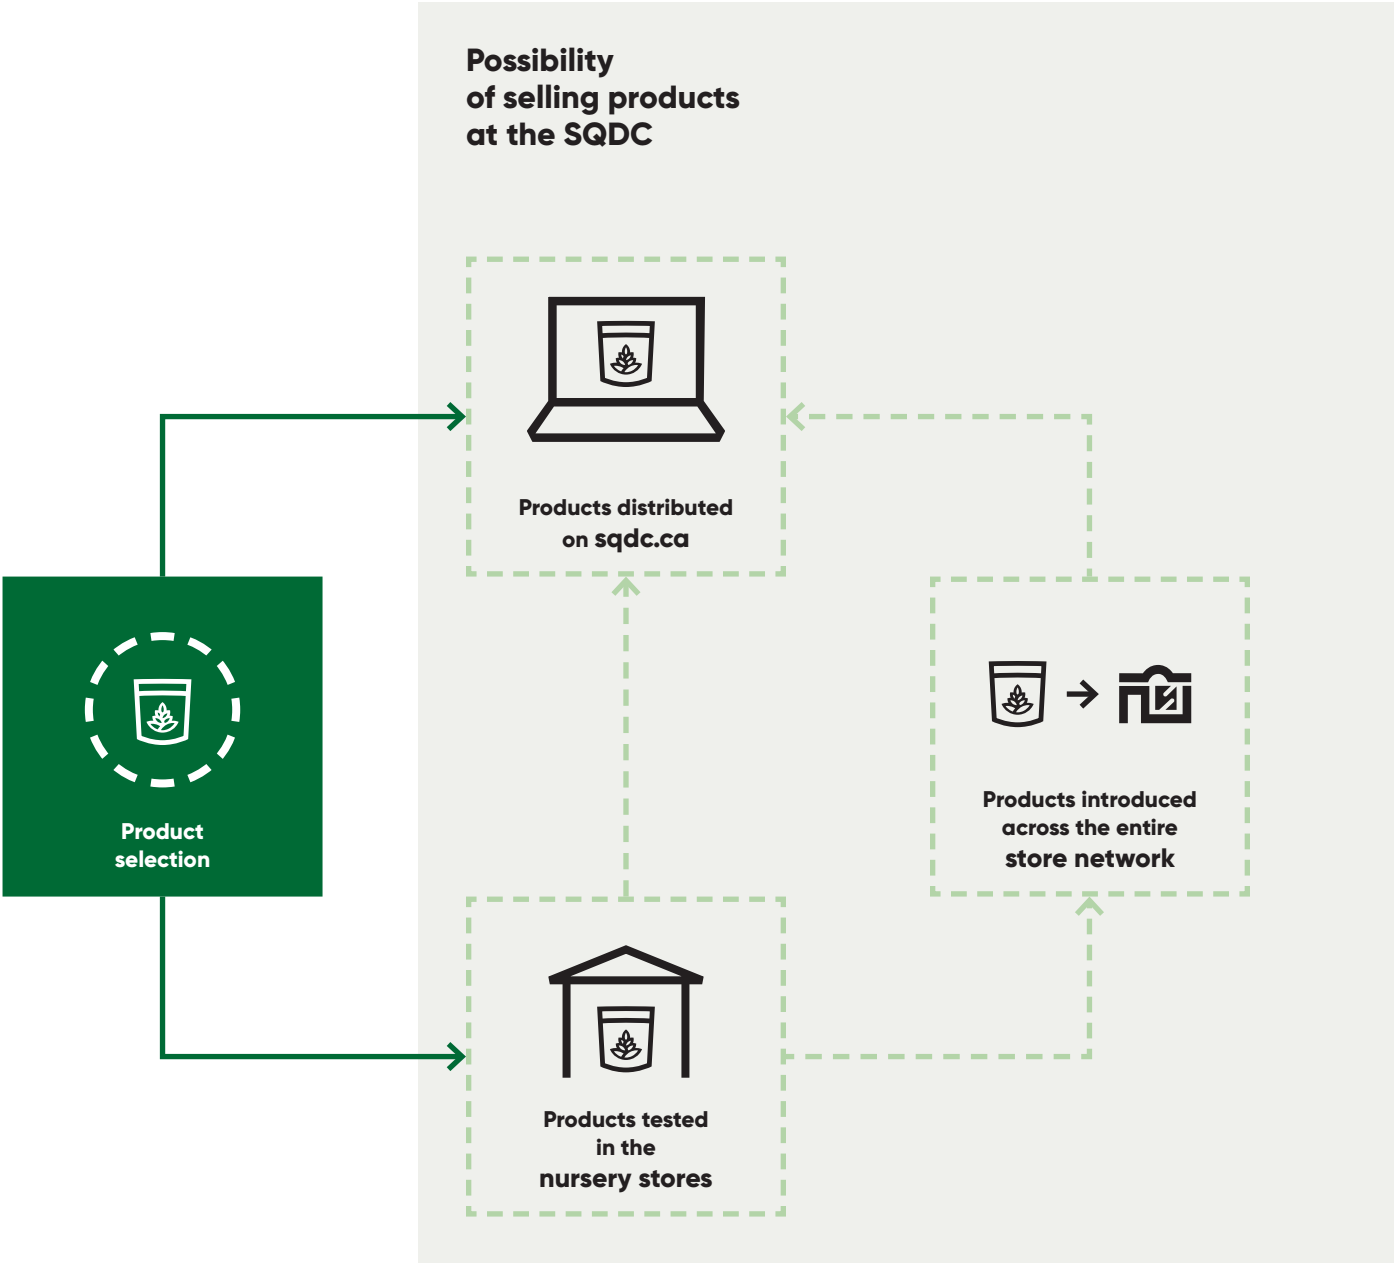 Possibility
of selling products
at the SQDC
Products distributed
on sqdc.ca
Product
selection
Products introduced
across the entire
store network
Products tested
in the
nursery stores